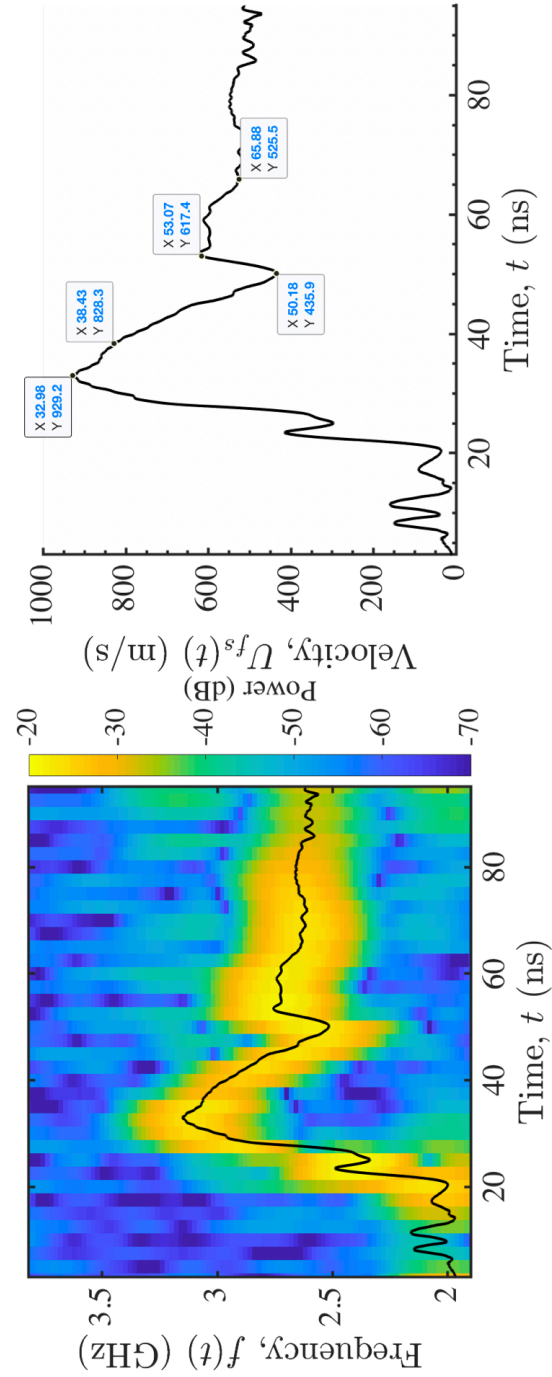 Frequency, f(t) (GHz)
3.5
3
2.5
2
20
40
60
80
Time, t (ns)
-20
-30
-40
-50
-60
-70
Power (dB)
Velocity, U_fs(t) (m/s)
1000
800
600
400
200
0
20
40
60
80
Time, t (ns)
X 32.98
Y 929.2
X 38.43
Y 828.3
X 50.18
Y 435.9
X 53.07
Y 617.4
X 65.88
Y 525.5